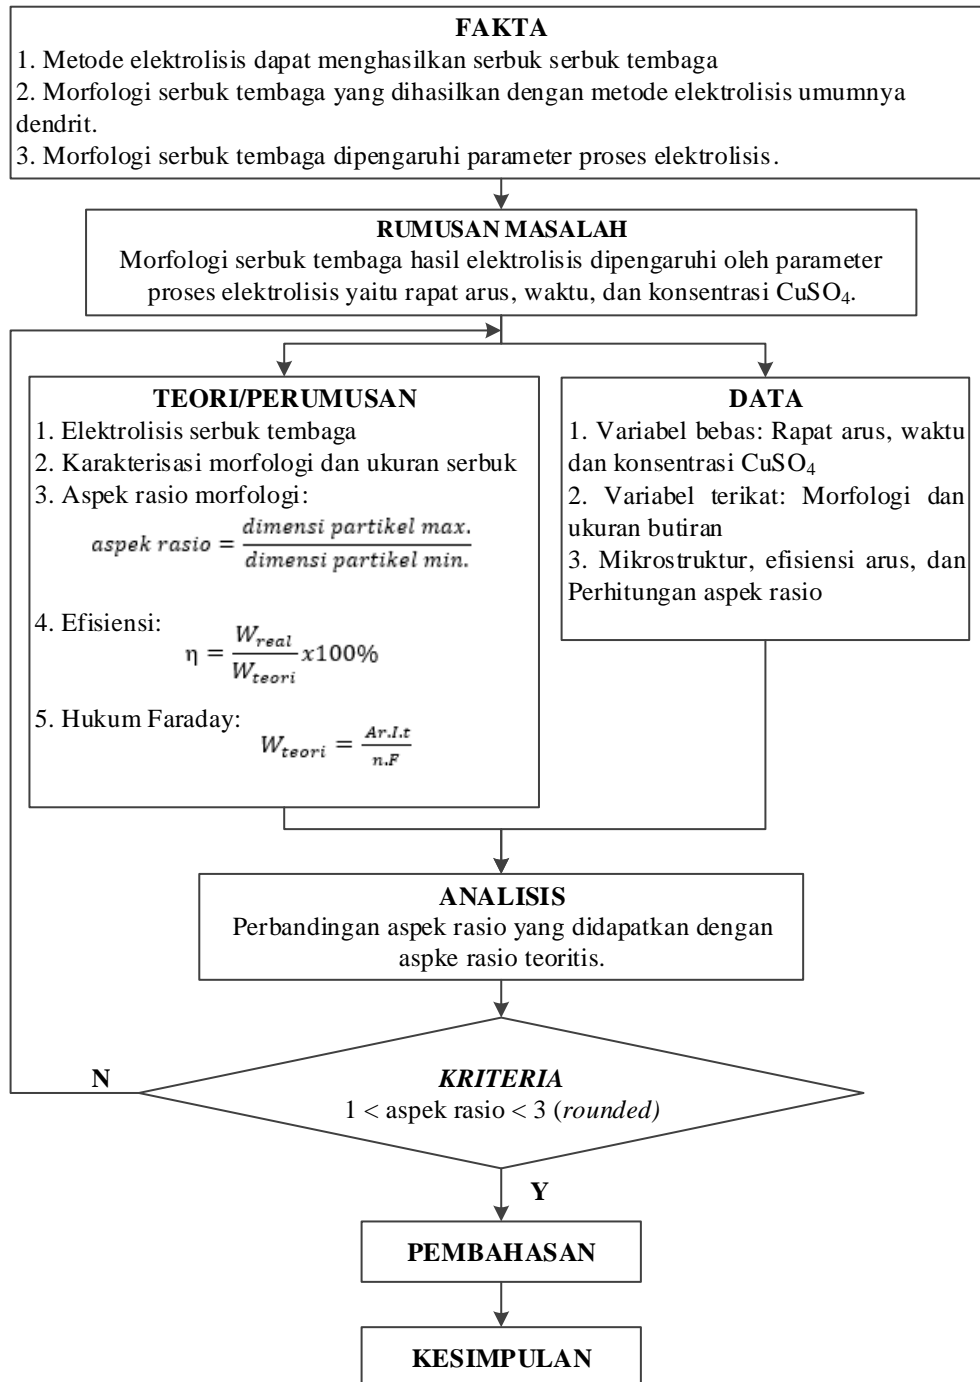 FAKTA
1. Metode elektrolisis dapat menghasilkan serbuk serbuk tembaga
2. Morfologi serbuk tembaga yang dihasilkan dengan metode elektrolisis umumnya
dendrit.
3. Morfologi serbuk tembaga dipengaruhi parameter proses elektrolisis.
RUMUSAN MASALAH
Morfologi serbuk tembaga hasil elektrolisis dipengaruhi oleh parameter
proses elektrolisis yaitu rapat arus, waktu, dan konsentrasi CuSO₄.
TEORI/PERUMUSAN
1. Elektrolisis serbuk tembaga
2. Karakterisasi morfologi dan ukuran serbuk
3. Aspek rasio morfologi:
aspek rasio = dimensi partikel max. / dimensi partikel min.
4. Efisiensi:
η = W_real / W_teori x100%
5. Hukum Faraday:
W_teori = Ar.I.t / n.F
DATA
1. Variabel bebas: Rapat arus, waktu
dan konsentrasi CuSO₄
2. Variabel terikat: Morfologi dan
ukuran butiran
3. Mikrostruktur, efisiensi arus, dan
Perhitungan aspek rasio
ANALISIS
Perbandingan aspek rasio yang didapatkan dengan
aspke rasio teoritis.
KRITERIA
1 < aspek rasio < 3 (rounded)
N
Y
PEMBAHASAN
KESIMPULAN